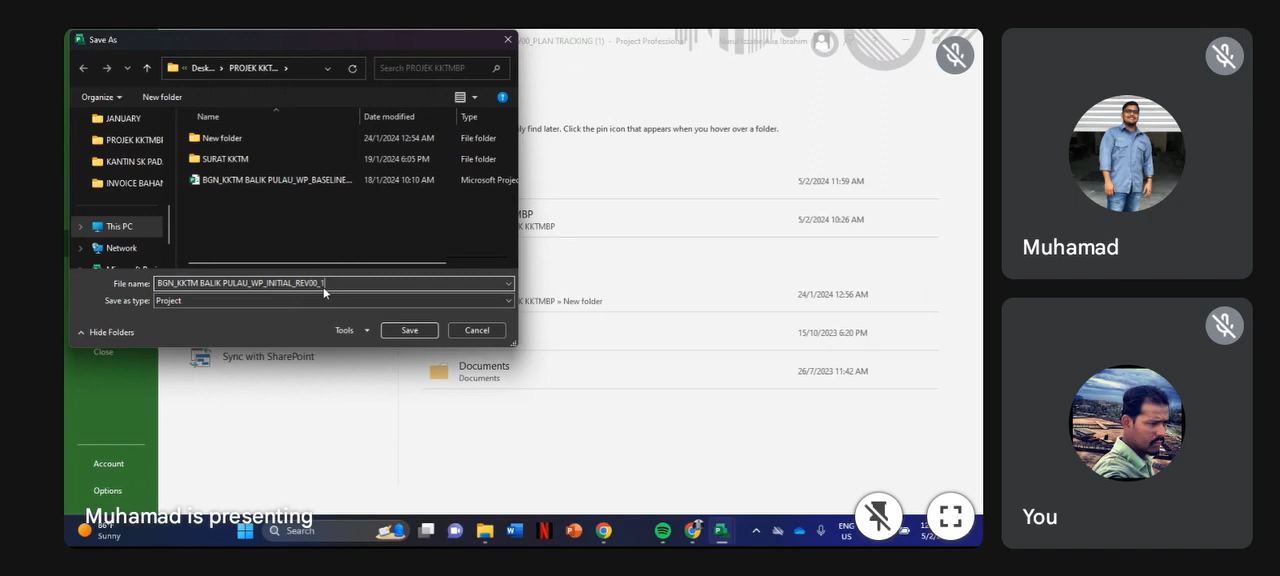 Save As
00_PLAN TRACKING (1) - Project Professional
Desk... > PROJEK KKT... >
Search PROJEK KKTMBP
Organize
New folder
Name
Date modified
Type
JANUARY
PROJEK KKTMBP
KANTIN SK PAD
INVOICE BAHAN
This PC
Network
New folder
24/1/2024 12:54 AM
File folder
SURAT KKTM
19/1/2024 6:05 PM
File folder
BGN_KKTM BALIK PULAU_WP_BASELINE...
18/1/2024 10:10 AM
Microsoft Projec
File name:
BGN_KKTM BALIK PULAU_WP_INITIAL_REV00_1
Save as type:
Project
Hide Folders
Tools
Save
Cancel
find later. Click the pin icon that appears when you hover over a folder.
5/2/2024 11:59 AM
MBP
5/2/2024 10:26 AM
KKTMBP
24/1/2024 12:56 AM
KKTMBP » New folder
15/10/2023 6:20 PM
Documents
Documents
26/7/2023 11:42 AM
Close
Sync with SharePoint
Account
Options
Muhamad is presenting
Sunny
Search
ENG
US
Muhamad
You